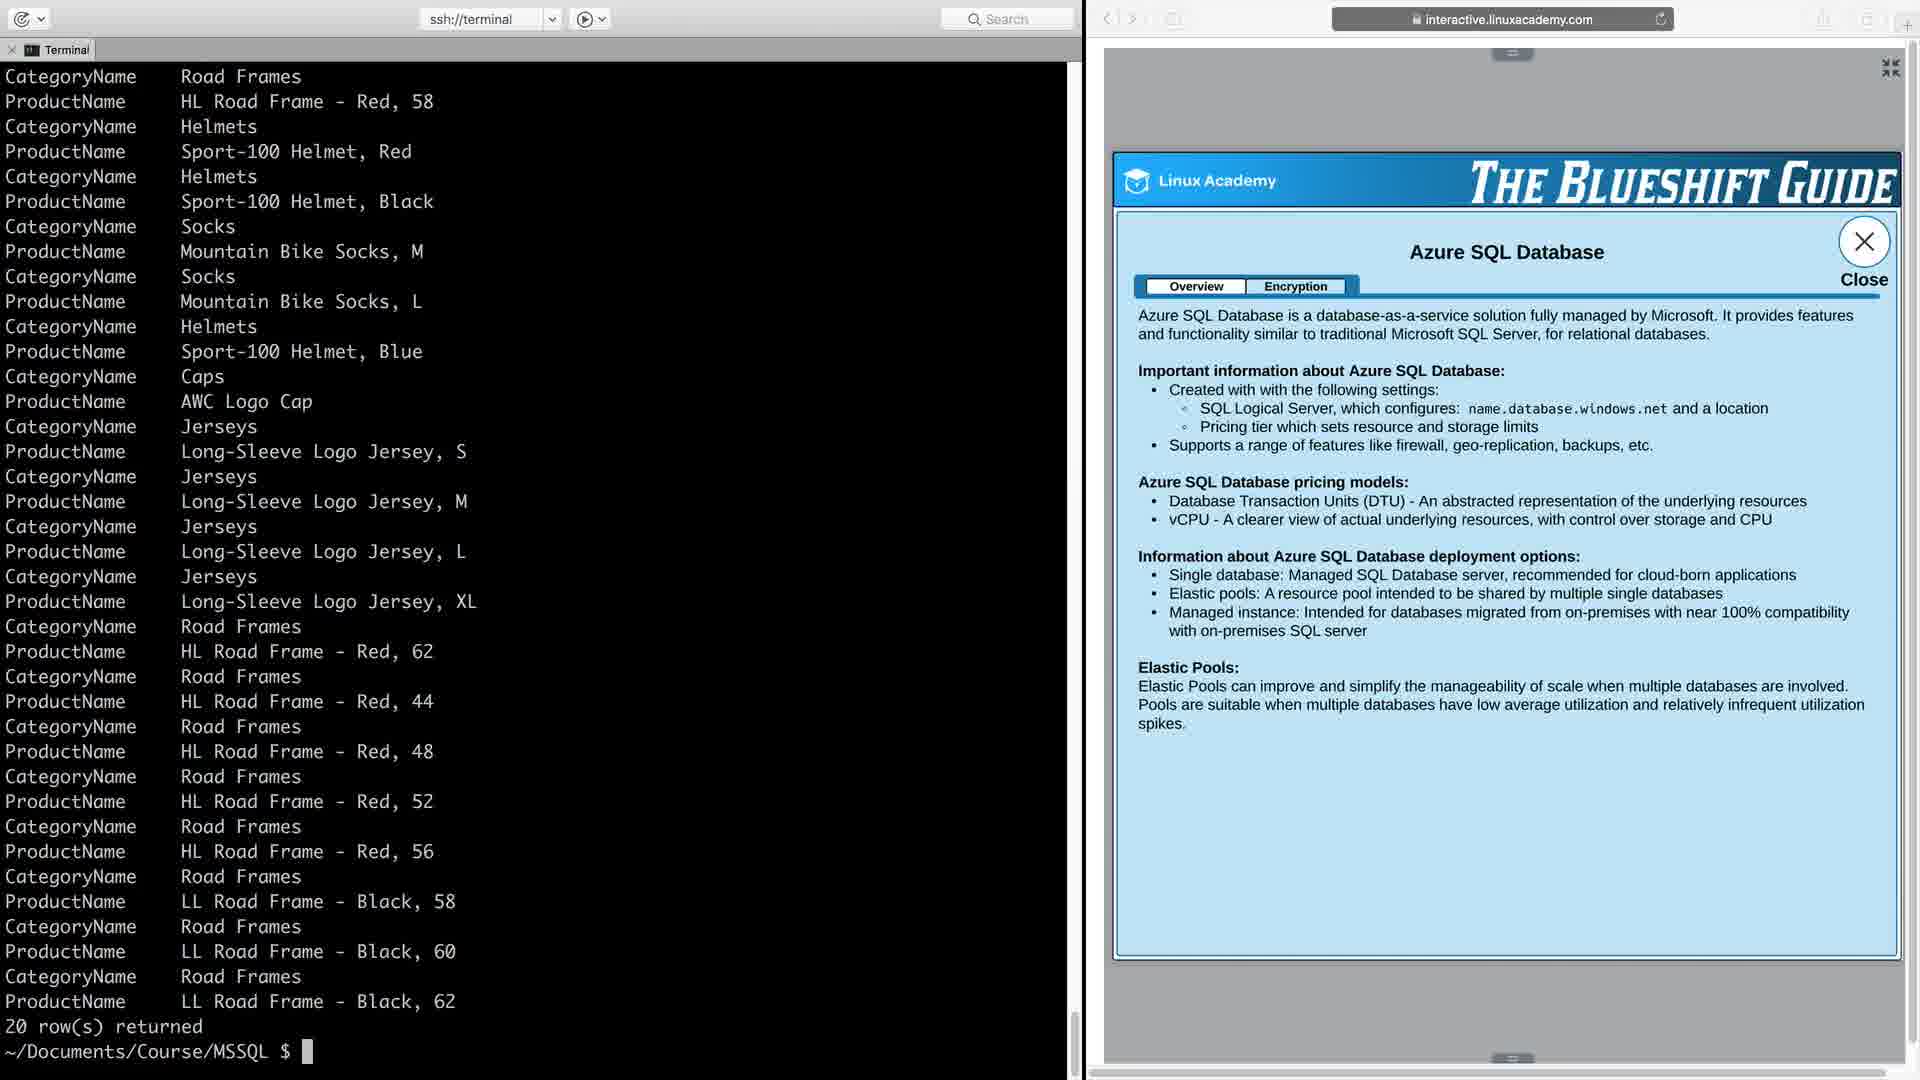 ssh://terminal
Search
Terminal
CategoryName Road Frames
ProductName HL Road Frame - Red, 58
CategoryName Helmets
ProductName Sport-100 Helmet, Red
CategoryName Helmets
ProductName Sport-100 Helmet, Black
CategoryName Socks
ProductName Mountain Bike Socks, M
CategoryName Socks
ProductName Mountain Bike Socks, L
CategoryName Helmets
ProductName Sport-100 Helmet, Blue
CategoryName Caps
ProductName AWC Logo Cap
CategoryName Jerseys
ProductName Long-Sleeve Logo Jersey, S
CategoryName Jerseys
ProductName Long-Sleeve Logo Jersey, M
CategoryName Jerseys
ProductName Long-Sleeve Logo Jersey, L
CategoryName Jerseys
ProductName Long-Sleeve Logo Jersey, XL
CategoryName Road Frames
ProductName HL Road Frame - Red, 62
CategoryName Road Frames
ProductName HL Road Frame - Red, 44
CategoryName Road Frames
ProductName HL Road Frame - Red, 48
CategoryName Road Frames
ProductName HL Road Frame - Red, 52
CategoryName Road Frames
ProductName HL Road Frame - Red, 56
CategoryName Road Frames
ProductName LL Road Frame - Black, 58
CategoryName Road Frames
ProductName LL Road Frame - Black, 60
CategoryName Road Frames
ProductName LL Road Frame - Black, 62
20 row(s) returned
~/Documents/Course/MSSQL $
interactive.linuxacademy.com
Linux Academy
THE BLUESHIFT GUIDE
Azure SQL Database
Close
Overview Encryption
Azure SQL Database is a database-as-a-service solution fully managed by Microsoft. It provides features
and functionality similar to traditional Microsoft SQL Server, for relational databases.
Important information about Azure SQL Database:
• Created with with the following settings:
◦ SQL Logical Server, which configures: name.database.windows.net and a location
◦ Pricing tier which sets resource and storage limits
• Supports a range of features like firewall, geo-replication, backups, etc.
Azure SQL Database pricing models:
• Database Transaction Units (DTU) - An abstracted representation of the underlying resources
• vCPU - A clearer view of actual underlying resources, with control over storage and CPU
Information about Azure SQL Database deployment options:
• Single database: Managed SQL Database server, recommended for cloud-born applications
• Elastic pools: A resource pool intended to be shared by multiple single databases
• Managed instance: Intended for databases migrated from on-premises with near 100% compatibility
with on-premises SQL server
Elastic Pools:
Elastic Pools can improve and simplify the manageability of scale when multiple databases are involved.
Pools are suitable when multiple databases have low average utilization and relatively infrequent utilization
spikes.